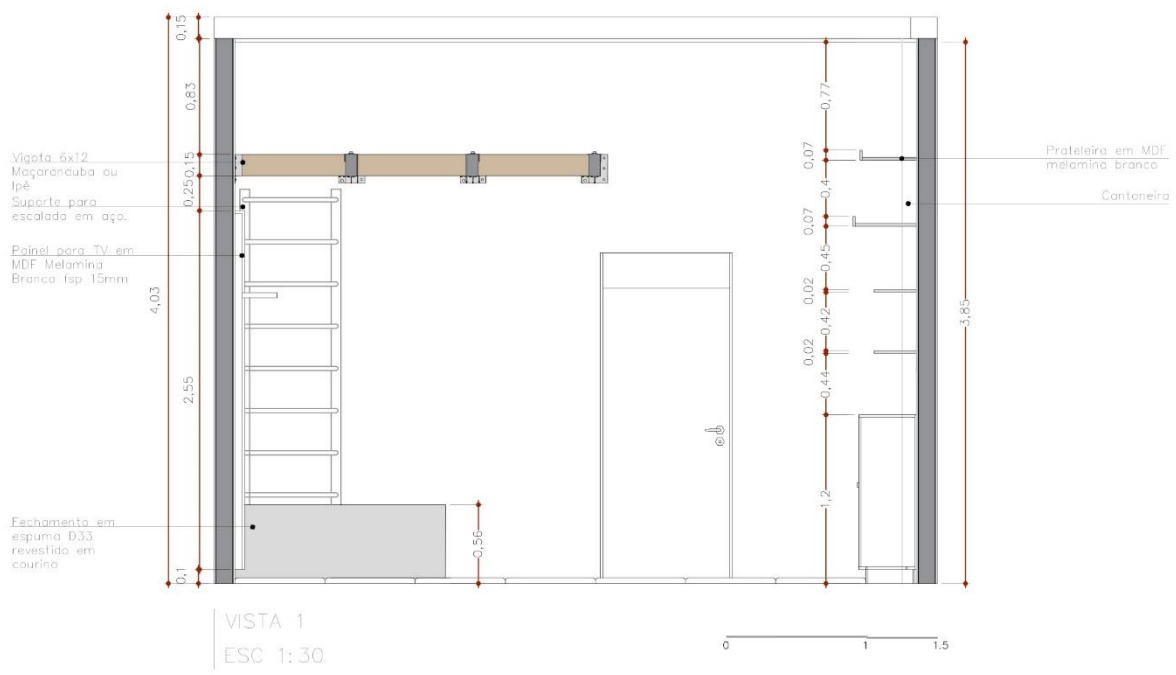 0,15
0,83
0,15
0,25
4,03
2,55
0,1
Vigota 6x12
Maçaranduba ou
Ipê
Suporte para
escalada em aço.
Painel para TV em
MDF Melamina
Branca fsp 15mm
Fechamento em
espuma D33
revestido em
courino
0,56
0,77
0,07
0,4
0,07
0,45
0,02
0,42
0,02
0,44
1,2
3,85
Prateleira em MDF
melamina branco
Cantoneira
VISTA 1
ESC 1:30
0 1 1.5